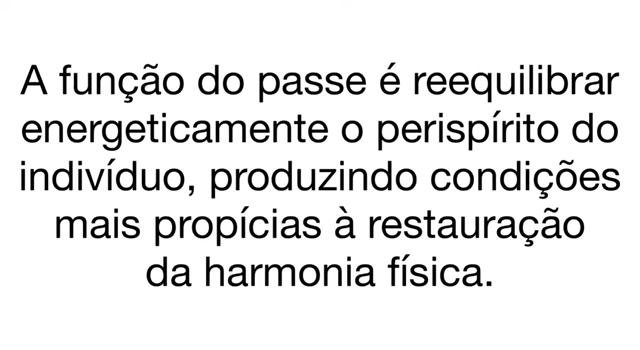 A função do passe é reequilibrar
energeticamente o perispírito do
indivíduo, produzindo condições
mais propícias à restauração
da harmonia física.